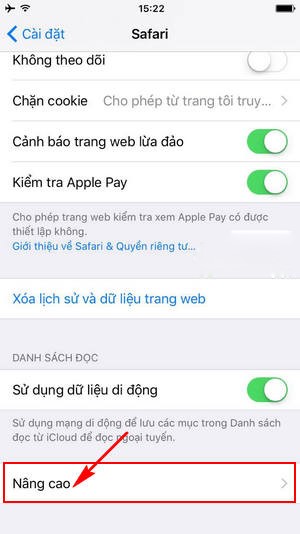 15:22
Cài đặt
Safari
Không theo dõi
Chặn cookie Cho phép từ trang tôi truy...
Cảnh báo trang web lừa đảo
Kiểm tra Apple Pay
Cho phép trang web kiểm tra xem Apple Pay có được
thiết lập không.
Giới thiệu về Safari & Quyền riêng tư...
Xóa lịch sử và dữ liệu trang web
DANH SÁCH ĐỌC
Sử dụng dữ liệu di động
Sử dụng mạng di động để lưu các mục trong Danh sách
đọc từ iCloud để đọc ngoại tuyến.
Nâng cao